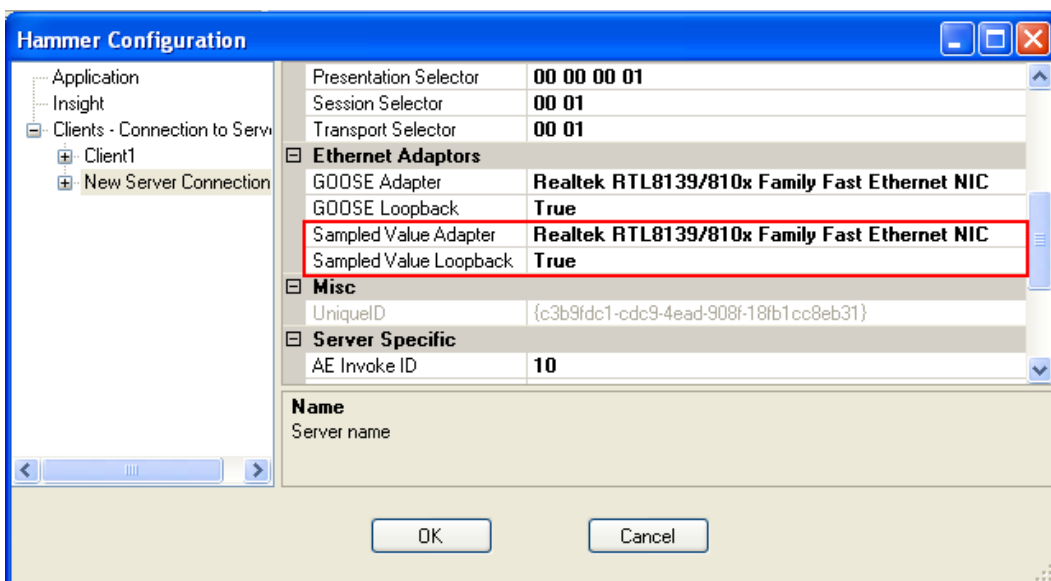 Hammer Configuration
Application
Insight
Clients - Connection to Serv
Client1
New Server Connection
Presentation Selector 00 00 00 01
Session Selector 00 01
Transport Selector 00 01
Ethernet Adaptors
GOOSE Adapter Realtek RTL8139/810x Family Fast Ethernet NIC
GOOSE Loopback True
Sampled Value Adapter Realtek RTL8139/810x Family Fast Ethernet NIC
Sampled Value Loopback True
Misc
UniqueID {c3b9fdc1-cdc9-4ead-908f-18fb1cc8eb31}
Server Specific
AE Invoke ID 10
Name
Server name
OK Cancel